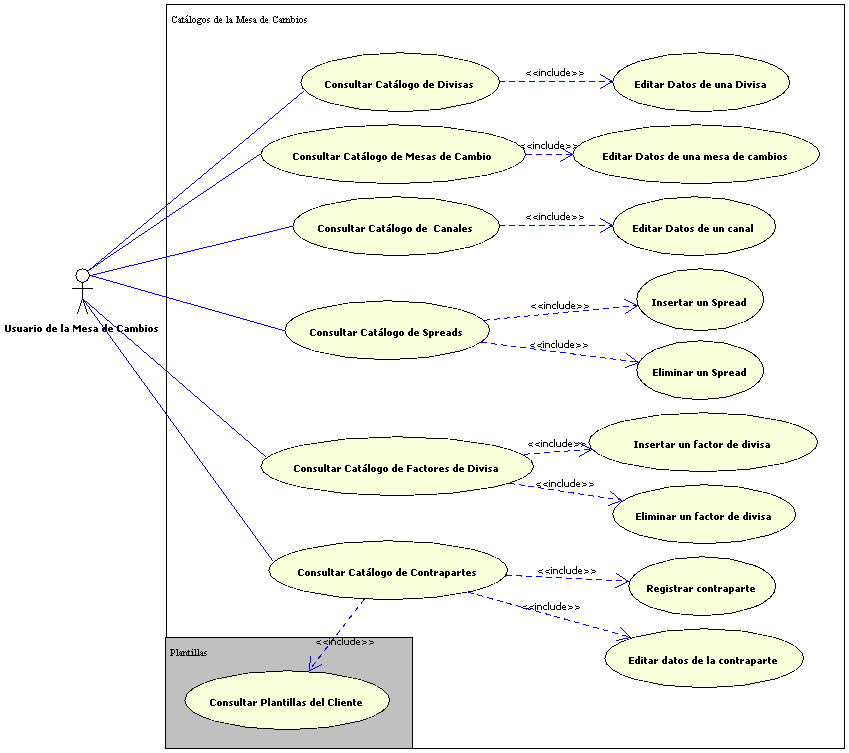 Catálogos de la Mesa de Cambios
Consultar Catálogo de Divisas
<<include>>
Editar Datos de una Divisa
Consultar Catálogo de Mesas de Cambio
<<include>>
Editar Datos de una mesa de cambios
Consultar Catálogo de Canales
<<include>>
Editar Datos de un canal
Usuario de la Mesa de Cambios
Consultar Catálogo de Spreads
<<include>>
Insertar un Spread
<<include>>
Eliminar un Spread
Consultar Catálogo de Factores de Divisa
<<include>>
Insertar un factor de divisa
<<include>>
Eliminar un factor de divisa
Consultar Catálogo de Contrapartes
<<include>>
Registrar contraparte
<<include>>
Editar datos de la contraparte
<<include>>
Plantillas
Consultar Plantillas del Cliente